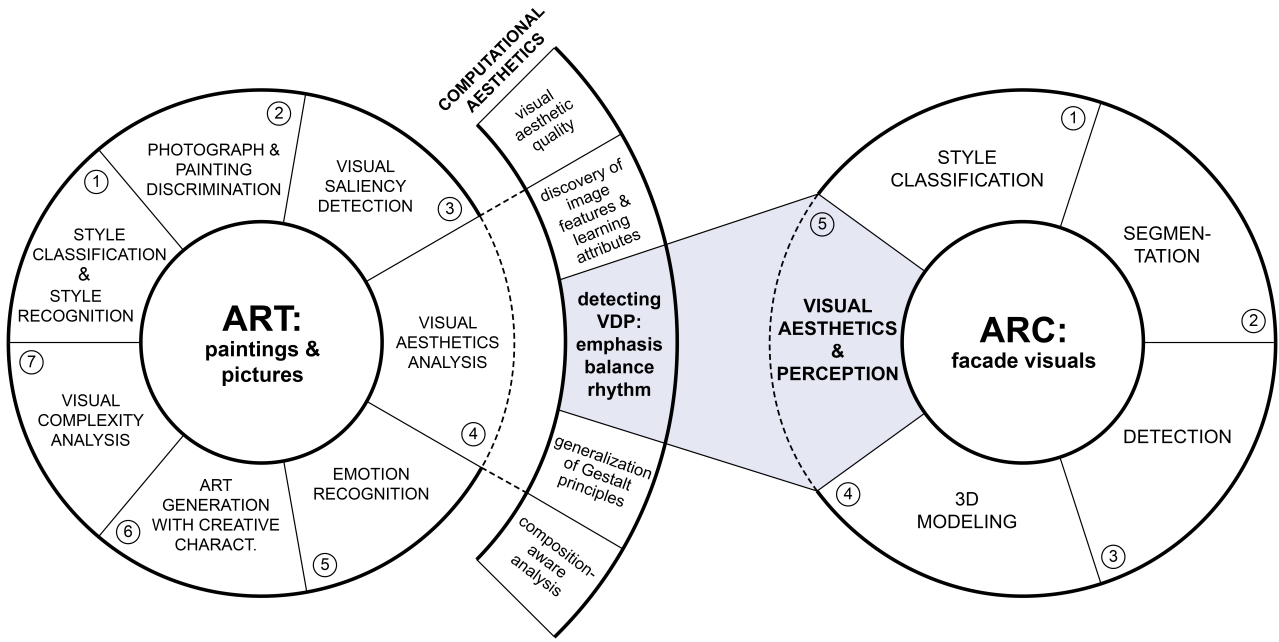 COMPUTATIONAL
AESTHETICS
visual
aesthetic
quality
discovery of
image
features &
learning
attributes
detecting
VDP:
emphasis
balance
rhythm
generalization
of Gestalt
principles
composition-
aware
analysis
ART:
paintings &
pictures
1
STYLE
CLASSIFICATION
&
STYLE
RECOGNITION
2
PHOTOGRAPH &
PAINTING
DISCRIMINATION
VISUAL
SALIENCY
DETECTION
3
VISUAL
AESTHETICS
ANALYSIS
4
EMOTION
RECOGNITION
5
ART
GENERATION
WITH CREATIVE
CHARACT.
6
7
VISUAL
COMPLEXITY
ANALYSIS
ARC:
facade visuals
1
STYLE
CLASSIFICATION
SEGMEN-
TATION
2
DETECTION
3
4
3D
MODELING
5
VISUAL
AESTHETICS
&
PERCEPTION